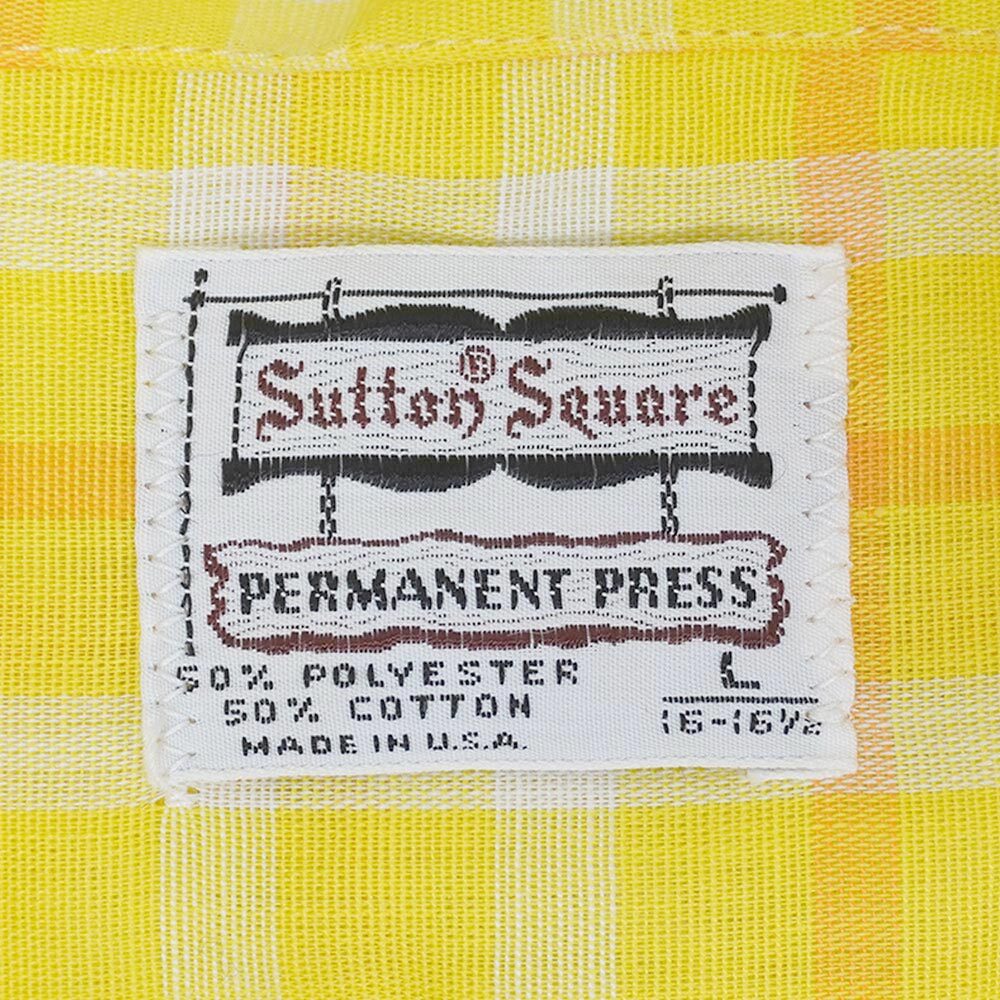 Sutton® Square
PERMANENT PRESS
50% POLYESTER
50% COTTON
MADE IN U.S.A.
L
16-16½